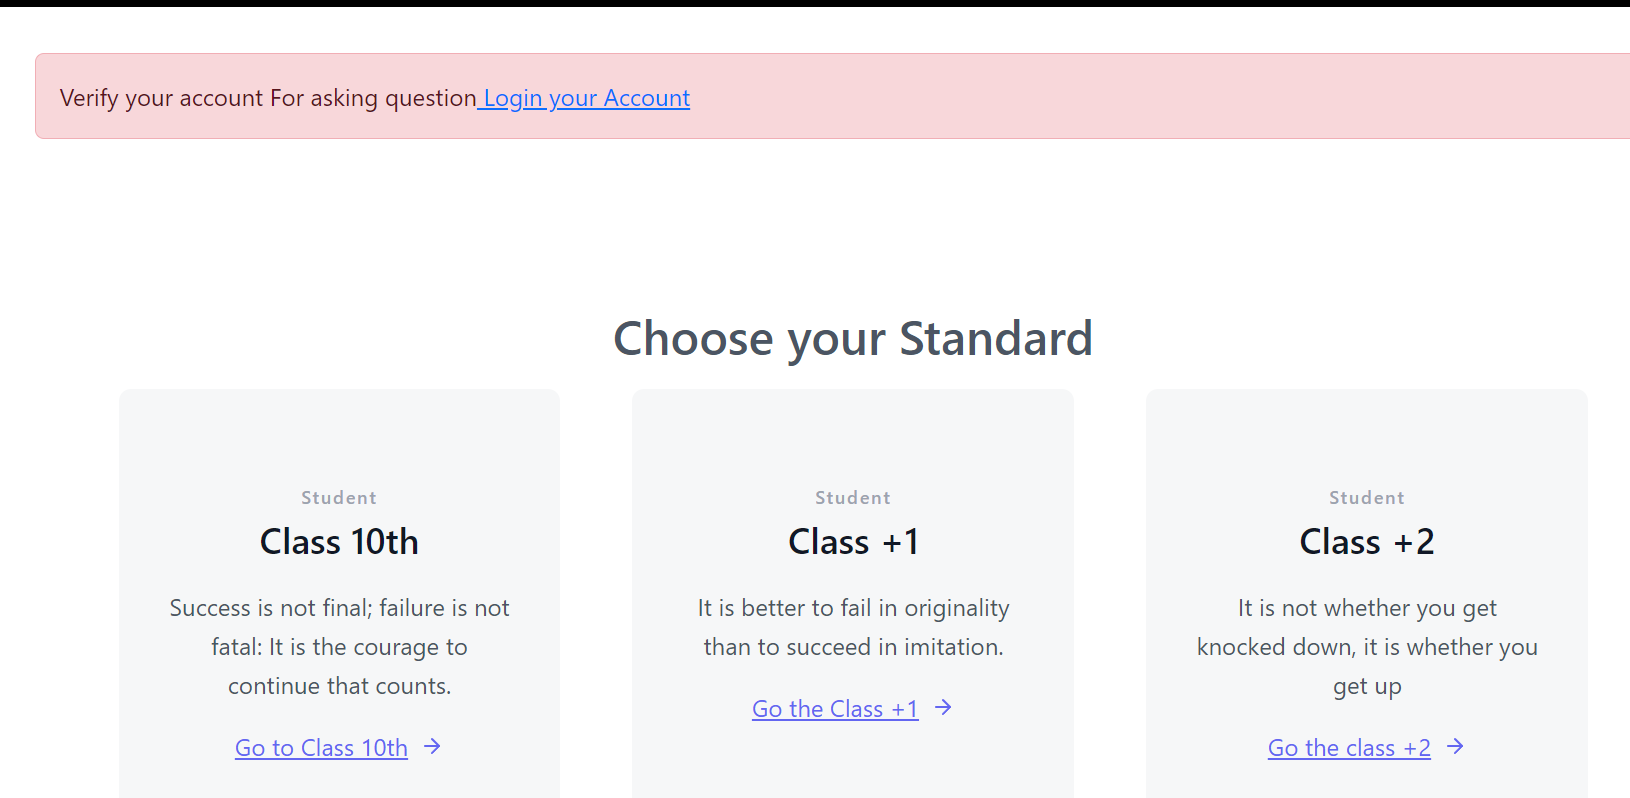 Verify your account For asking question Login your Account
Choose your Standard
Student
Class 10th
Success is not final; failure is not
fatal: It is the courage to
continue that counts.
Go to Class 10th →
Student
Class +1
It is better to fail in originality
than to succeed in imitation.
Go the Class +1 →
Student
Class +2
It is not whether you get
knocked down, it is whether you
get up
Go the class +2 →